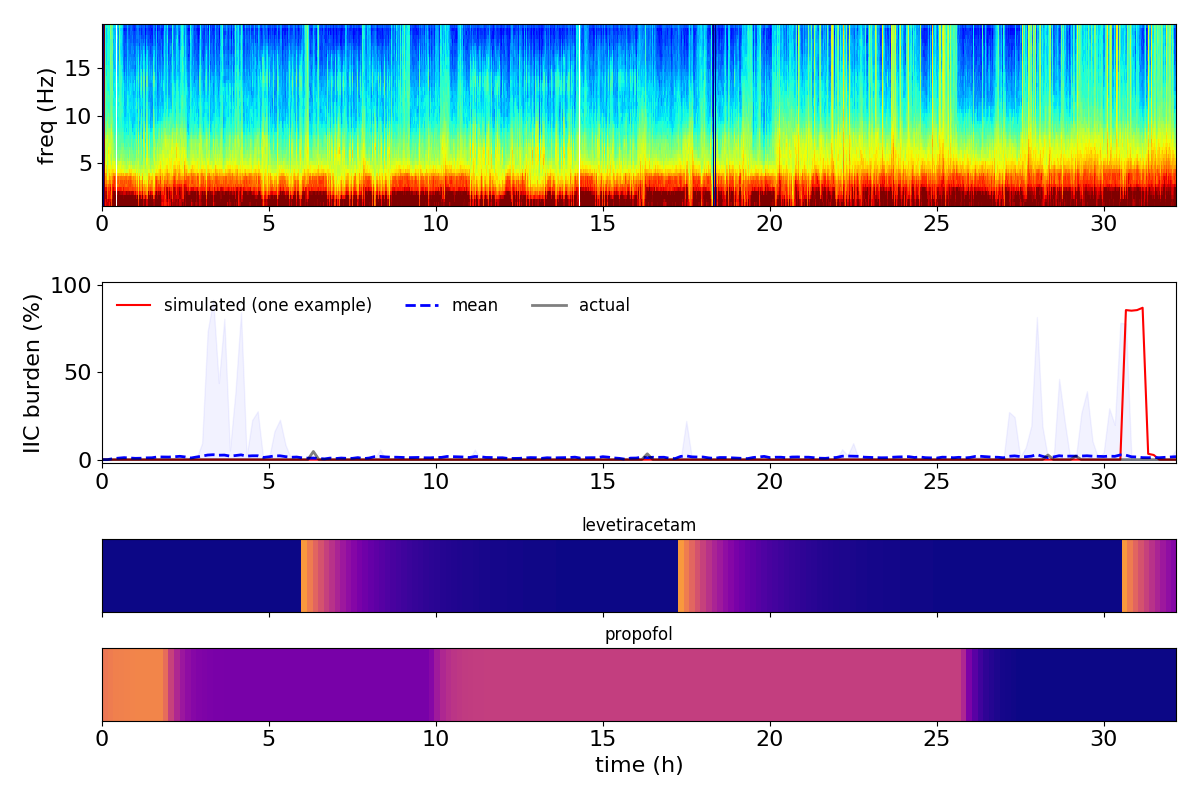 freq (Hz)
15
10
5
0 5 10 15 20 25 30
IIC burden (%)
100
50
0
simulated (one example) mean actual
0 5 10 15 20 25 30
levetiracetam
propofol
0 5 10 15 20 25 30
time (h)